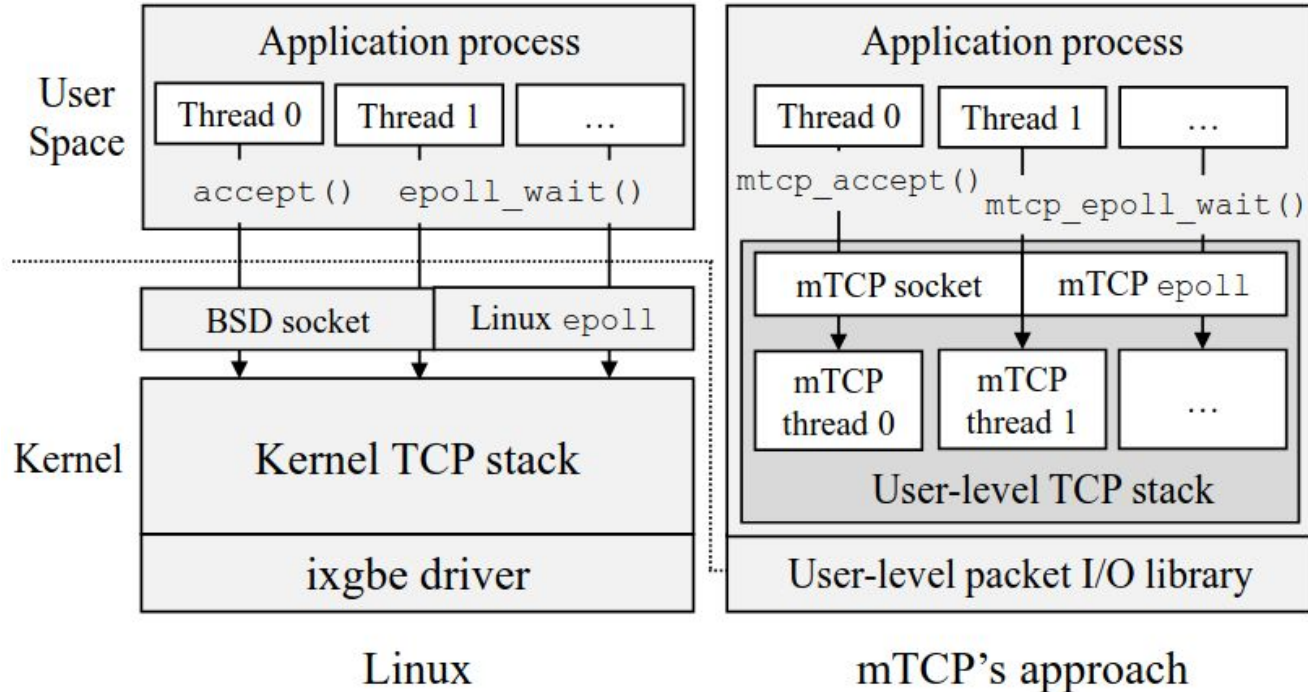 User
Space
Kernel
Application process
Thread 0
Thread 1
...
accept()
epoll_wait()
BSD socket
Linux epoll
Kernel TCP stack
ixgbe driver
Linux
Application process
Thread 0
Thread 1
...
mtcp_accept()
mtcp_epoll_wait()
mTCP socket
mTCP epoll
mTCP
thread 0
mTCP
thread 1
...
User-level TCP stack
User-level packet I/O library
mTCP’s approach